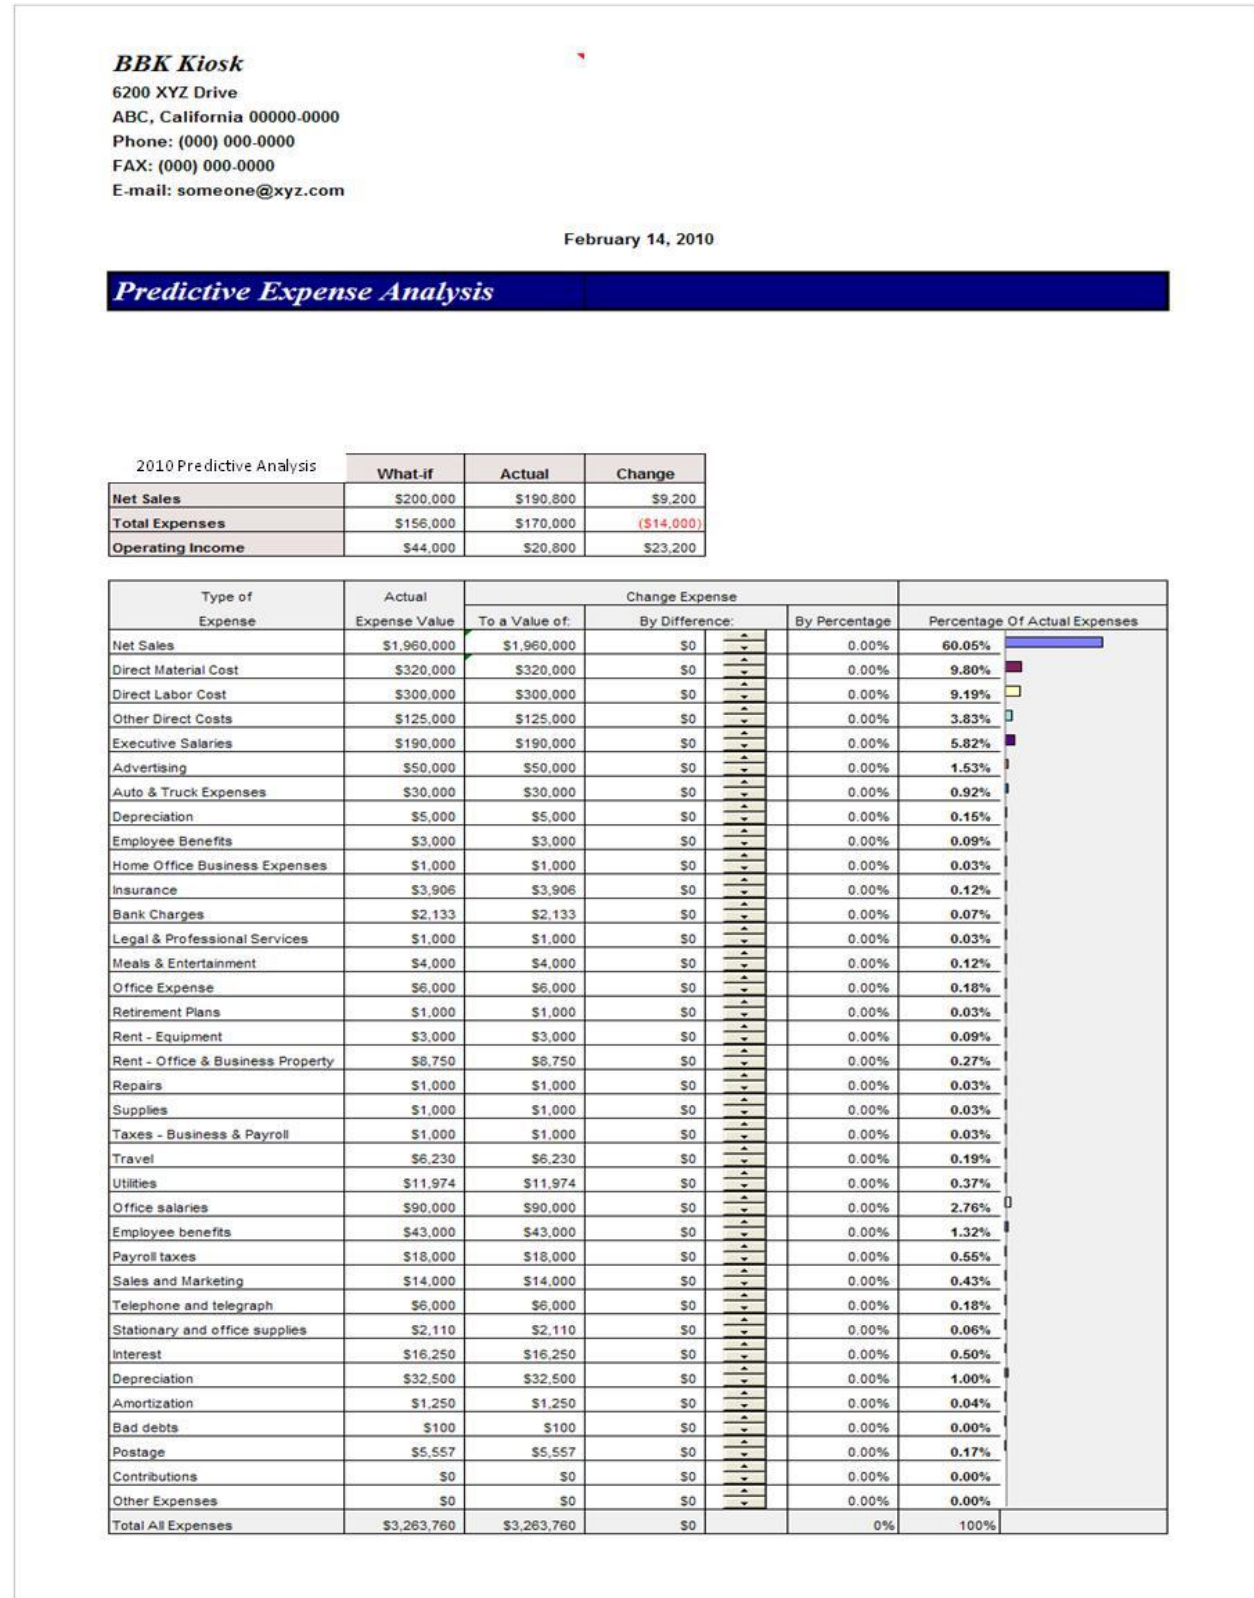 BBK Kiosk
6200 XYZ Drive
ABC, California 00000-0000
Phone: (000) 000-0000
FAX: (000) 000-0000
E-mail: someone@xyz.com
February 14, 2010
Predictive Expense Analysis
2010 Predictive Analysis What-if Actual Change
Net Sales $200,000 $190,800 $9,200
Total Expenses $156,000 $170,000 ($14,000)
Operating Income $44,000 $20,800 $23,200
Type of Actual Change Expense
Expense Expense Value To a Value of: By Difference: By Percentage Percentage Of Actual Expenses
Net Sales $1,960,000 $1,960,000 $0 0.00% 60.05%
Direct Material Cost $320,000 $320,000 $0 0.00% 9.80%
Direct Labor Cost $300,000 $300,000 $0 0.00% 9.19%
Other Direct Costs $125,000 $125,000 $0 0.00% 3.83%
Executive Salaries $190,000 $190,000 $0 0.00% 5.82%
Advertising $50,000 $50,000 $0 0.00% 1.53%
Auto & Truck Expenses $30,000 $30,000 $0 0.00% 0.92%
Depreciation $5,000 $5,000 $0 0.00% 0.15%
Employee Benefits $3,000 $3,000 $0 0.00% 0.09%
Home Office Business Expenses $1,000 $1,000 $0 0.00% 0.03%
Insurance $3,906 $3,906 $0 0.00% 0.12%
Bank Charges $2,133 $2,133 $0 0.00% 0.07%
Legal & Professional Services $1,000 $1,000 $0 0.00% 0.03%
Meals & Entertainment $4,000 $4,000 $0 0.00% 0.12%
Office Expense $6,000 $6,000 $0 0.00% 0.18%
Retirement Plans $1,000 $1,000 $0 0.00% 0.03%
Rent - Equipment $3,000 $3,000 $0 0.00% 0.09%
Rent - Office & Business Property $8,750 $8,750 $0 0.00% 0.27%
Repairs $1,000 $1,000 $0 0.00% 0.03%
Supplies $1,000 $1,000 $0 0.00% 0.03%
Taxes - Business & Payroll $1,000 $1,000 $0 0.00% 0.03%
Travel $6,230 $6,230 $0 0.00% 0.19%
Utilities $11,974 $11,974 $0 0.00% 0.37%
Office salaries $90,000 $90,000 $0 0.00% 2.76%
Employee benefits $43,000 $43,000 $0 0.00% 1.32%
Payroll taxes $18,000 $18,000 $0 0.00% 0.55%
Sales and Marketing $14,000 $14,000 $0 0.00% 0.43%
Telephone and telegraph $6,000 $6,000 $0 0.00% 0.18%
Stationary and office supplies $2,110 $2,110 $0 0.00% 0.06%
Interest $16,250 $16,250 $0 0.00% 0.50%
Depreciation $32,500 $32,500 $0 0.00% 1.00%
Amortization $1,250 $1,250 $0 0.00% 0.04%
Bad debts $100 $100 $0 0.00% 0.00%
Postage $5,557 $5,557 $0 0.00% 0.17%
Contributions $0 $0 $0 0.00% 0.00%
Other Expenses $0 $0 $0 0.00% 0.00%
Total All Expenses $3,263,760 $3,263,760 $0 0% 100%